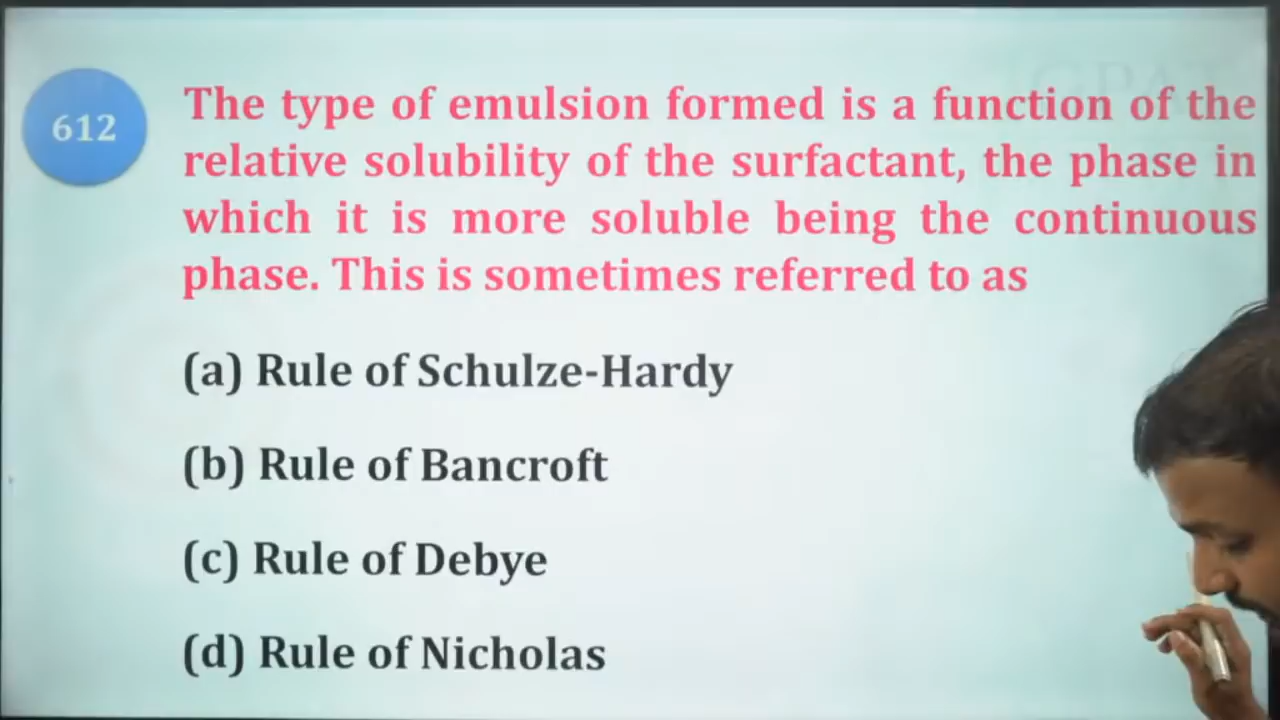 612
The type of emulsion formed is a function of the
relative solubility of the surfactant, the phase in
which it is more soluble being the continuous
phase. This is sometimes referred to as
(a) Rule of Schulze-Hardy
(b) Rule of Bancroft
(c) Rule of Debye
(d) Rule of Nicholas